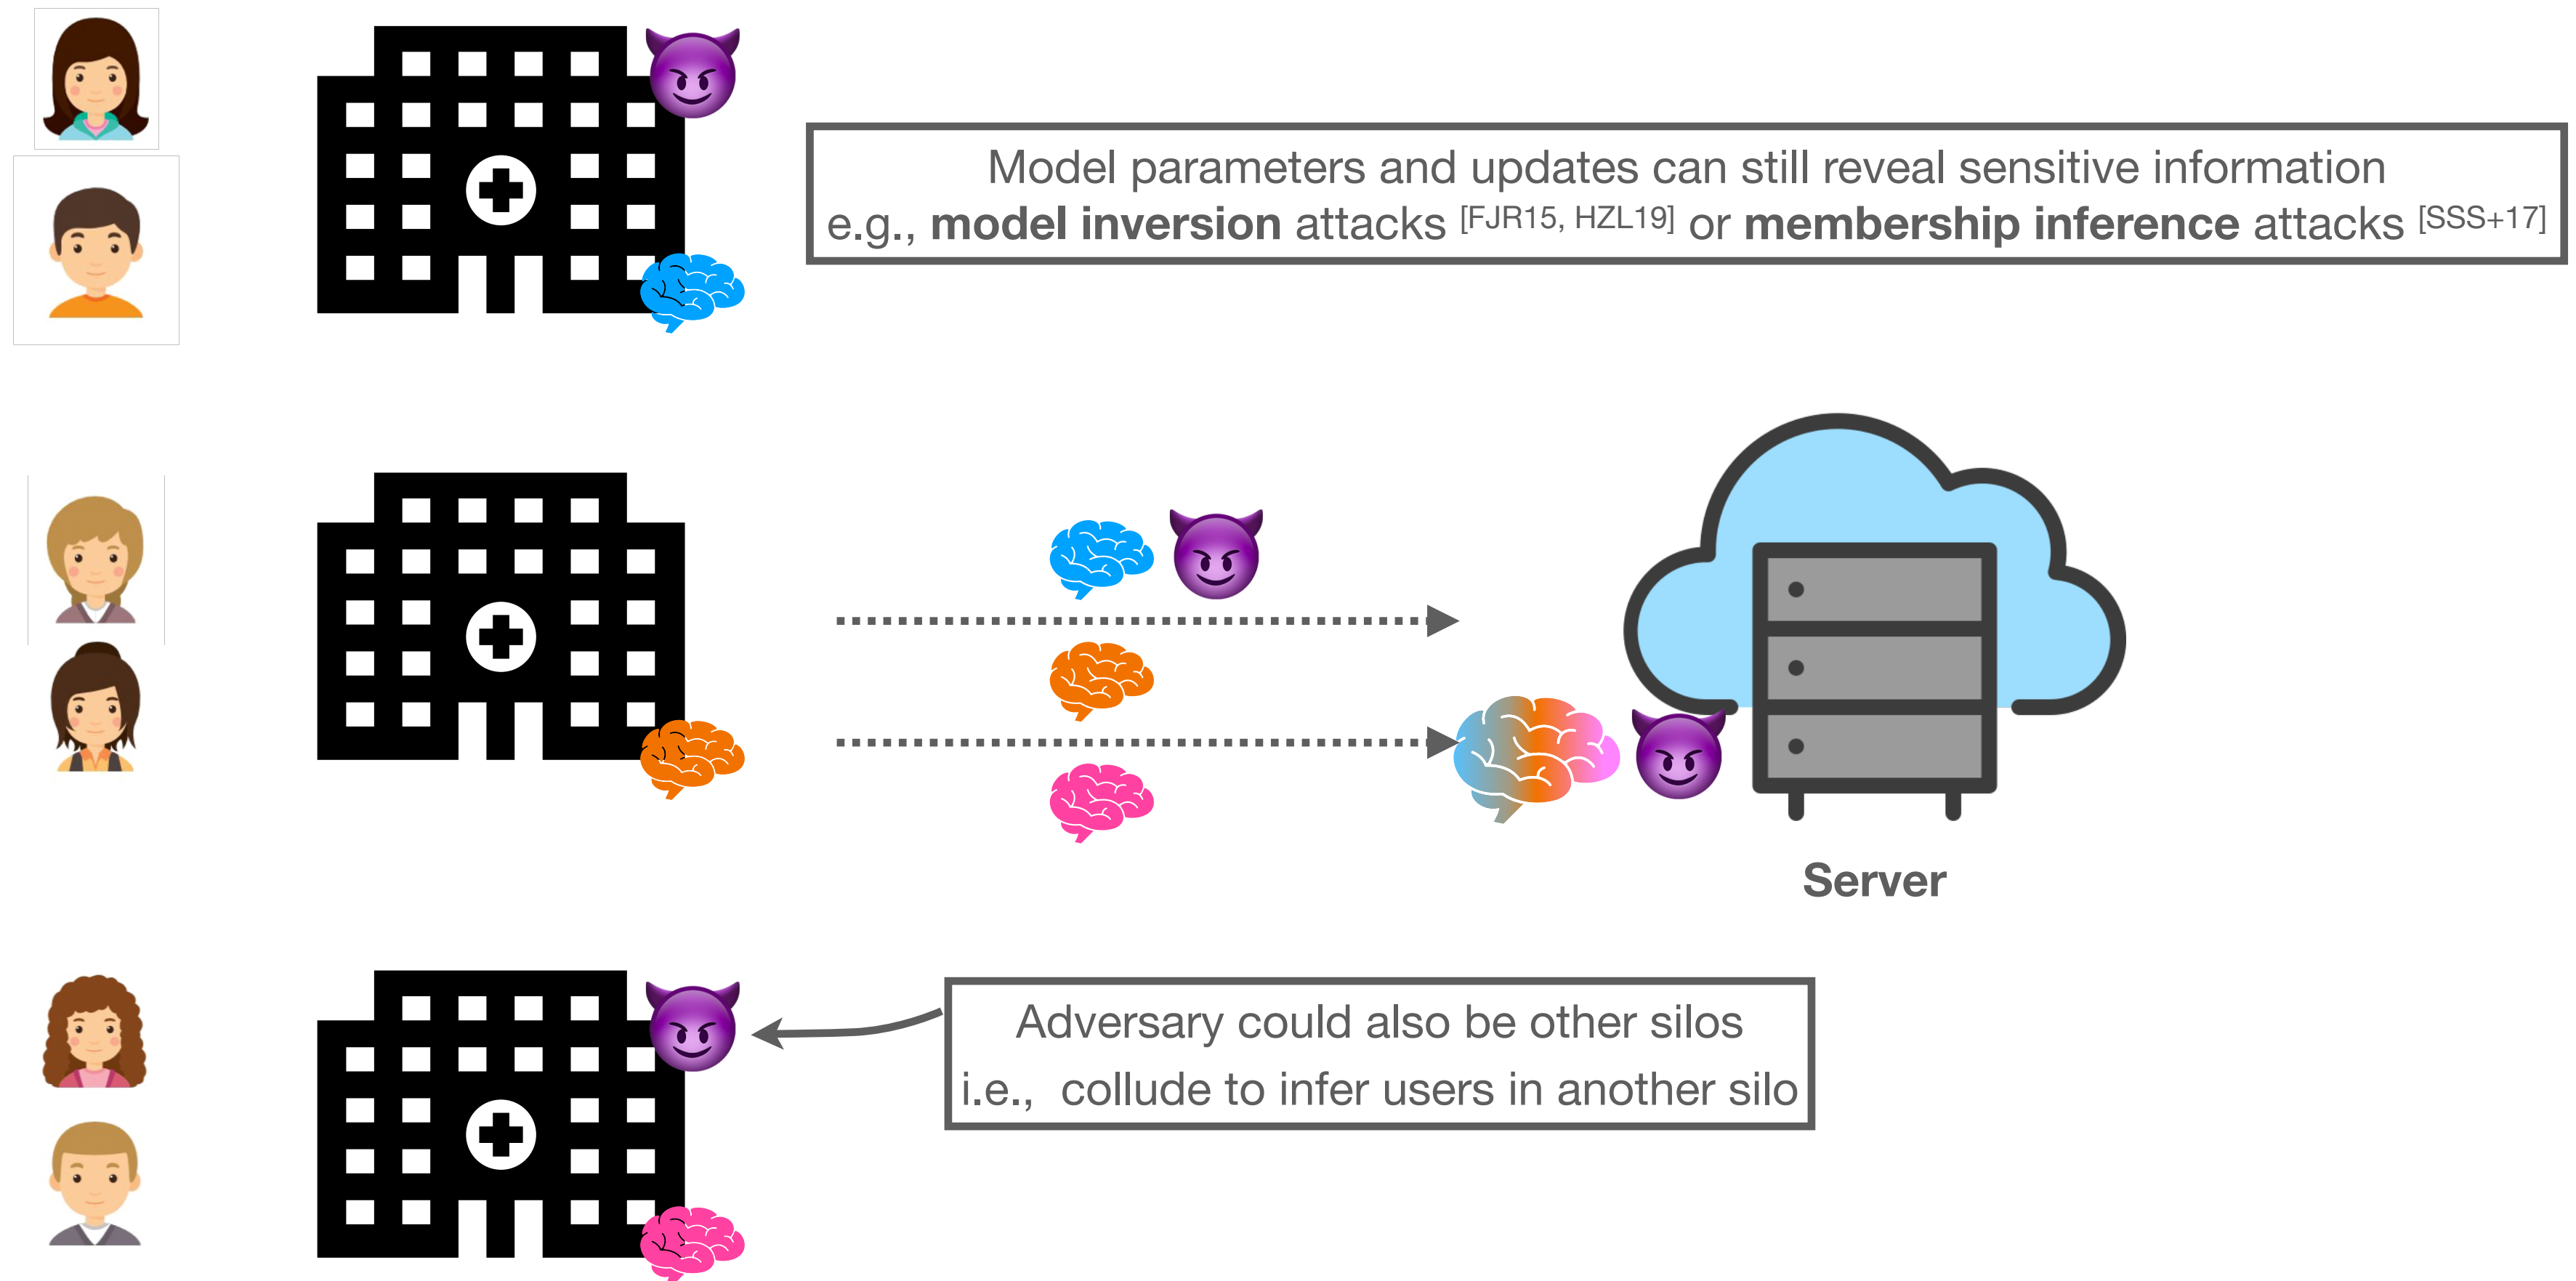 Model parameters and updates can still reveal sensitive information
e.g., model inversion attacks [FJR15, HZL19] or membership inference attacks [SSS+17]
Server
Adversary could also be other silos
i.e., collude to infer users in another silo